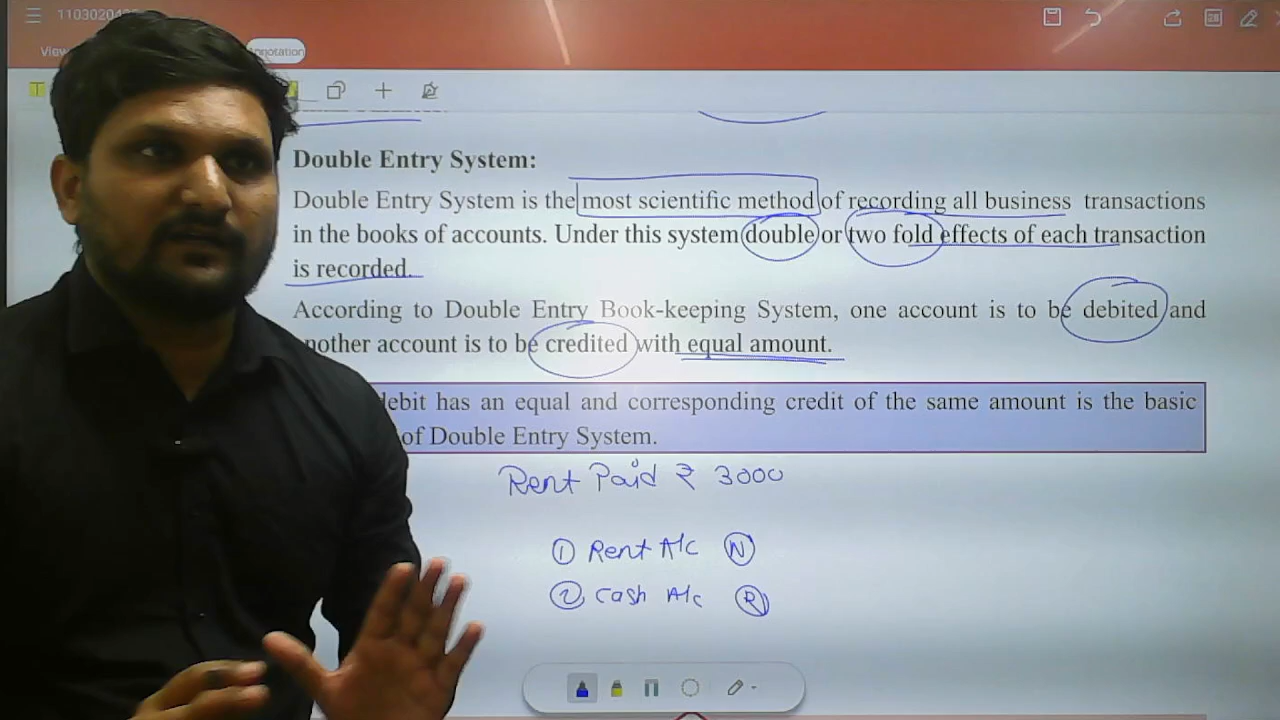 1103020
View
nnotation
Double Entry System:
Double Entry System is the most scientific method of recording all business transactions
in the books of accounts. Under this system double or two fold effects of each transaction
is recorded.
According to Double Entry Book-keeping System, one account is to be debited and
nother account is to be credited with equal amount.
debit has an equal and corresponding credit of the same amount is the basic
of Double Entry System.
Rent Paid ₹ 3000
① Rent A/c Ⓝ
② Cash A/c Ⓡ